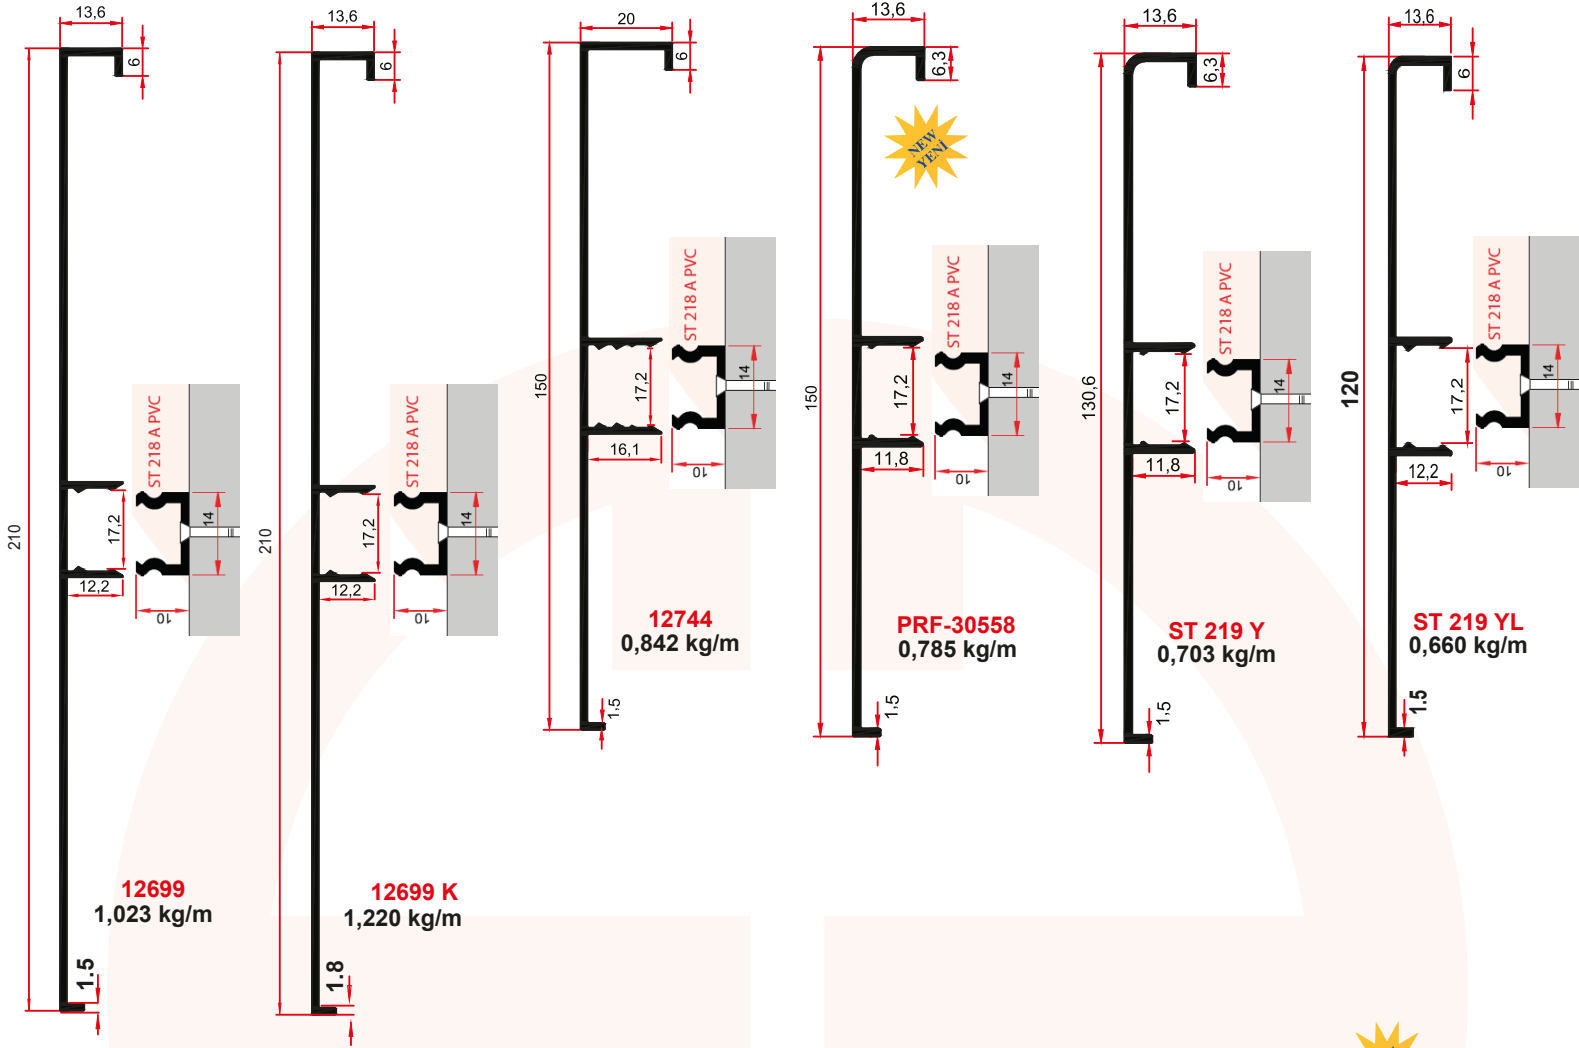 13,6
6
210
ST 218 A PVC
17,2
14
12,2
10
12699
1,023 kg/m
1.5
13,6
6
210
ST 218 A PVC
17,2
14
12,2
10
12699 K
1,220 kg/m
1.8
20
6
150
ST 218 A PVC
17,2
14
16,1
10
12744
0,842 kg/m
1,5
13,6
6,3
NEW
YENİ
150
ST 218 A PVC
17,2
14
11,8
10
PRF-30558
0,785 kg/m
1,5
13,6
6,3
130,6
ST 218 A PVC
17,2
14
11,8
10
ST 219 Y
0,703 kg/m
1,5
13,6
6
120
ST 218 A PVC
17,2
14
12,2
10
ST 219 YL
0,660 kg/m
1.5